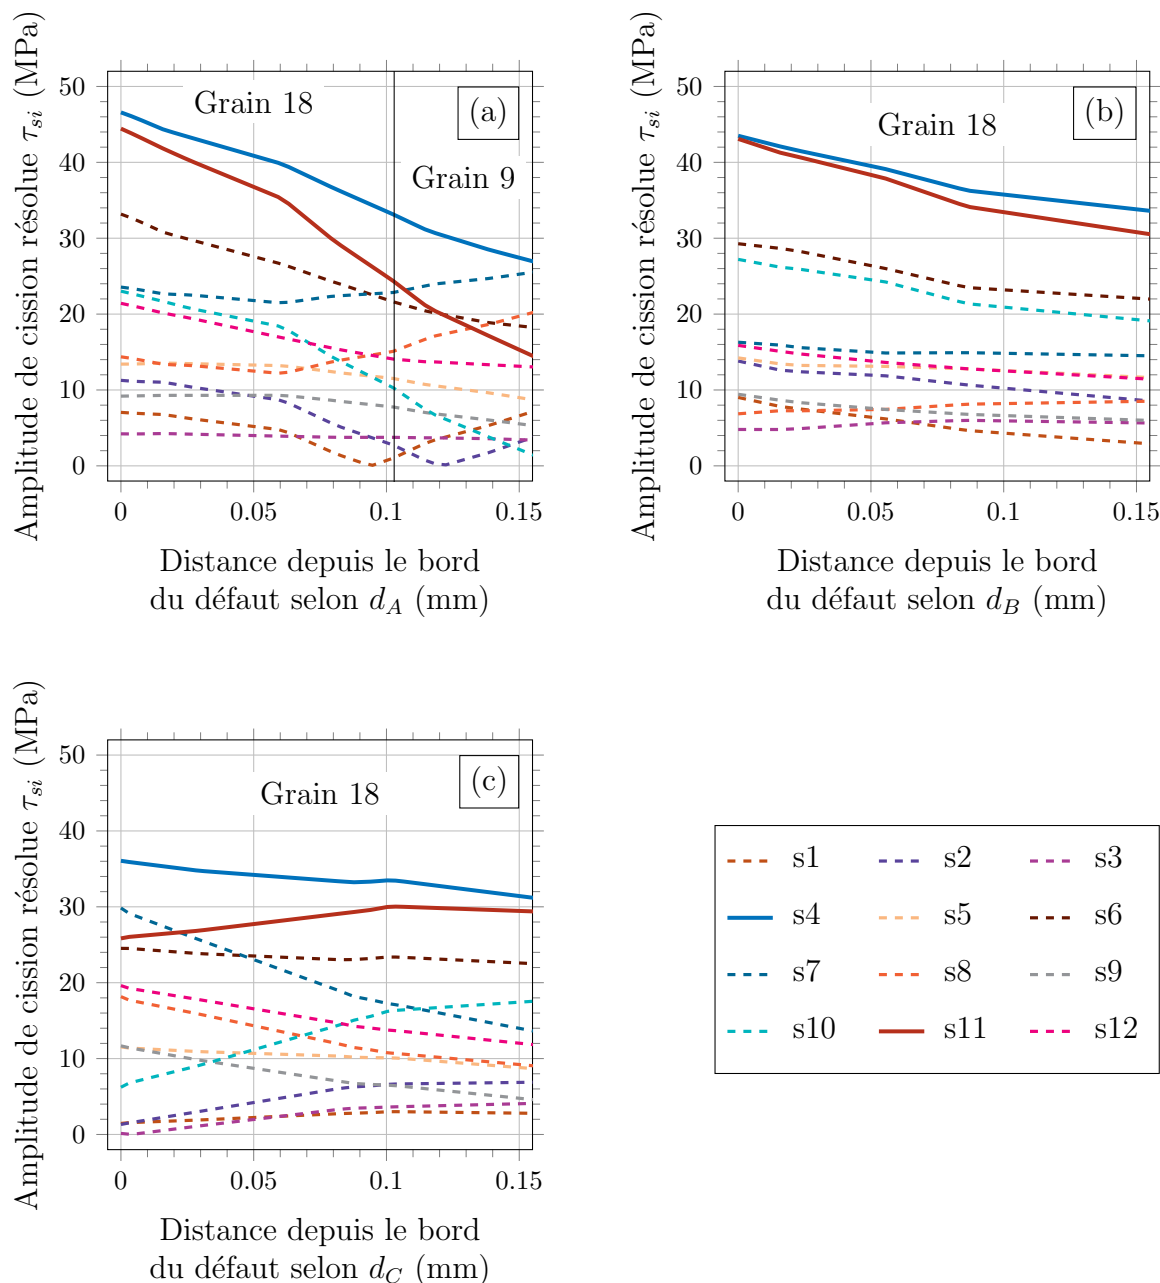 Amplitude de cission résolue τsi (MPa)
50
40
30
20
10
0
Grain 18
(a)
Grain 9
0 0.05 0.1 0.15
Distance depuis le bord
du défaut selon dA (mm)
Amplitude de cission résolue τsi (MPa)
50
40
30
20
10
0
Grain 18
(b)
0 0.05 0.1 0.15
Distance depuis le bord
du défaut selon dB (mm)
Amplitude de cission résolue τsi (MPa)
50
40
30
20
10
0
Grain 18
(c)
0 0.05 0.1 0.15
Distance depuis le bord
du défaut selon dC (mm)
s1 s2 s3
s4 s5 s6
s7 s8 s9
s10 s11 s12